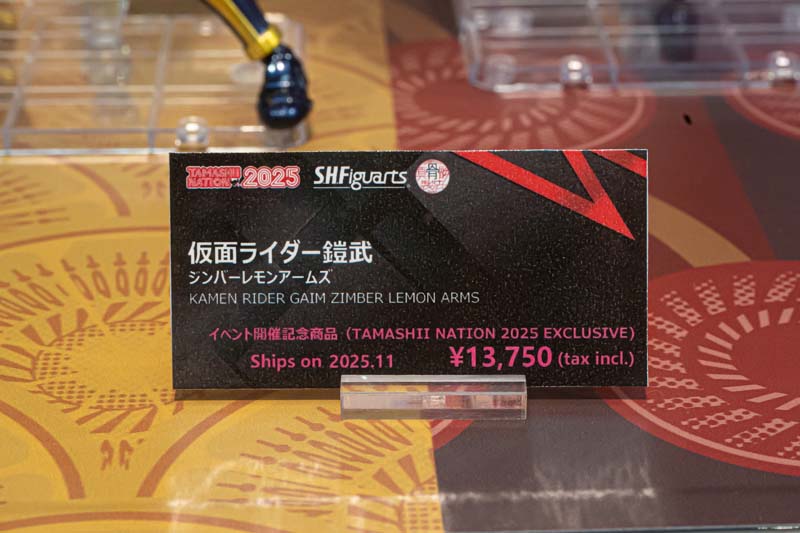 TAMASHII NATION 2025 S.H.Figuarts 骨
仮面ライダー鎧武
ジンバーレモンアームズ
KAMEN RIDER GAIM ZIMBER LEMON ARMS
イベント開催記念商品（TAMASHII NATION 2025 EXCLUSIVE)
Ships on 2025.11 ¥13,750 (tax incl.)